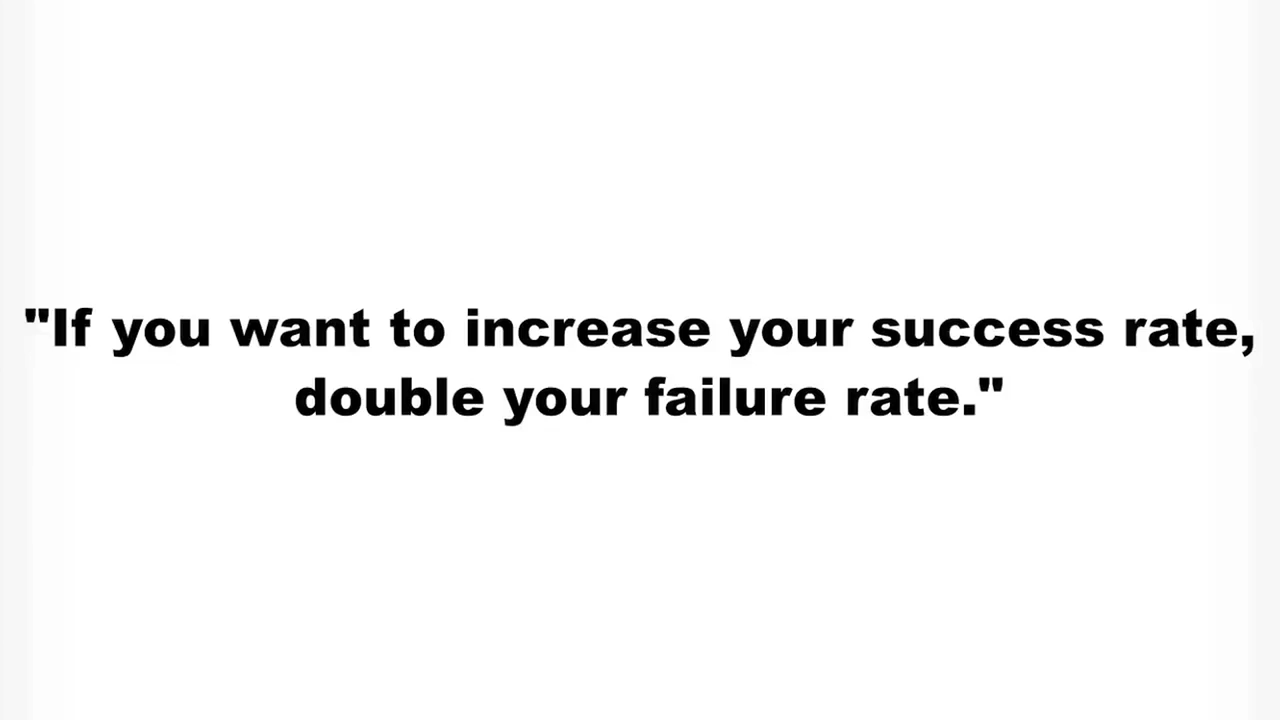 "If you want to increase your success rate,
double your failure rate."